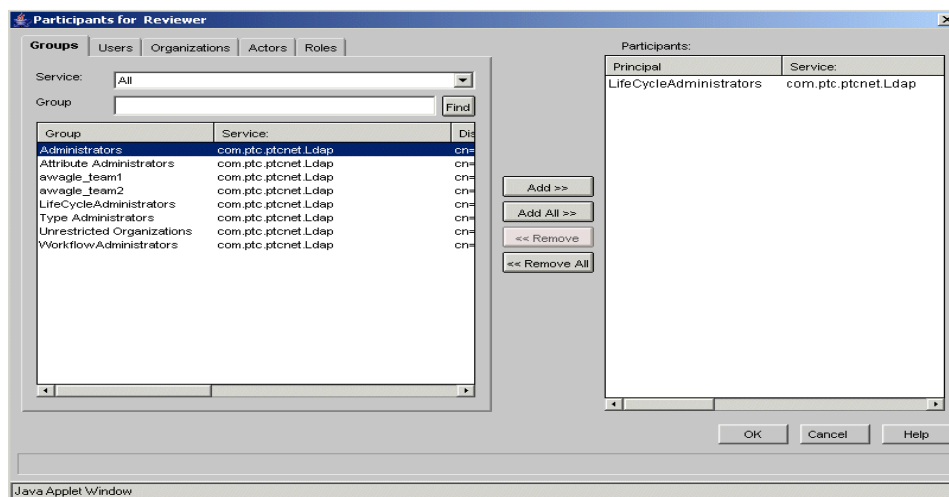 Participants for Reviewer
Groups Users Organizations Actors Roles
Service: All
Group Find
Group Service: Dis
Administrators com.ptc.ptcnet.Ldap cn=
Attribute Administrators com.ptc.ptcnet.Ldap cn=
awagle_team1 com.ptc.ptcnet.Ldap cn=
awagle_team2 com.ptc.ptcnet.Ldap cn=
LifeCycleAdministrators com.ptc.ptcnet.Ldap cn=
Type Administrators com.ptc.ptcnet.Ldap cn=
Unrestricted Organizations com.ptc.ptcnet.Ldap cn=
WorkflowAdministrators com.ptc.ptcnet.Ldap cn=
Add >>
Add All >>
<< Remove
<< Remove All
Participants:
Principal Service:
LifeCycleAdministrators com.ptc.ptcnet.Ldap
OK Cancel Help
Java Applet Window